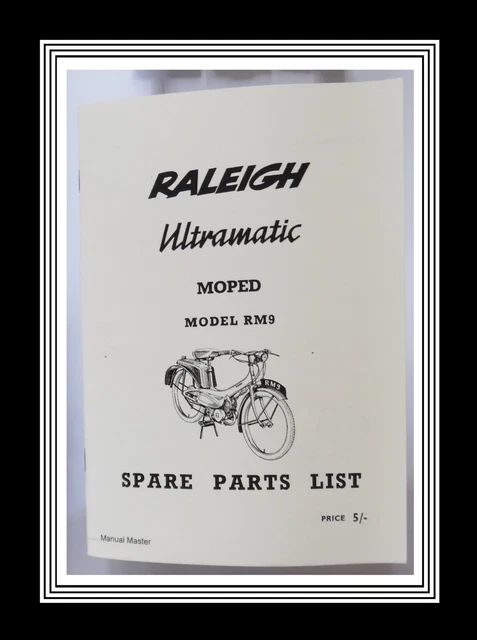 RALEIGH
Ultramatic
MOPED
MODEL RM9
RM9
SPARE PARTS LIST
PRICE 5/-
Manual Master